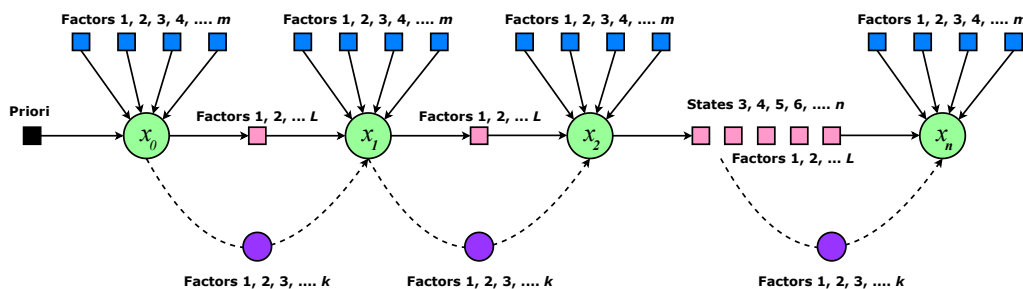 Factors 1, 2, 3, 4, .... m
Factors 1, 2, 3, 4, .... m
Factors 1, 2, 3, 4, .... m
Factors 1, 2, 3, 4, .... m
Priori
x0
Factors 1, 2, ... L
x1
Factors 1, 2, ... L
x2
States 3, 4, 5, 6, .... n
Factors 1, 2, ... L
xn
Factors 1, 2, 3, .... k
Factors 1, 2, 3, .... k
Factors 1, 2, 3, .... k